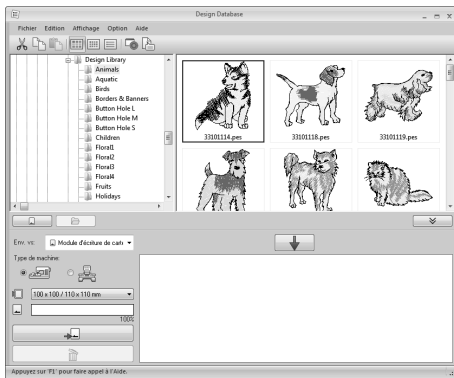 Design Database
Fichier Edition Affichage Option Aide
Design Library
Animals
Aquatic
Birds
Borders & Banners
Button Hole L
Button Hole M
Button Hole S
Children
Floral1
Floral2
Floral3
Floral4
Fruits
Holidays
33101114.pes 33101118.pes 33101119.pes
Env. vs: Module d'écriture de carte
Type de machine:
100 x 100 / 110 x 110 mm
100%
Appuyez sur 'F1' pour faire appel à l'Aide.